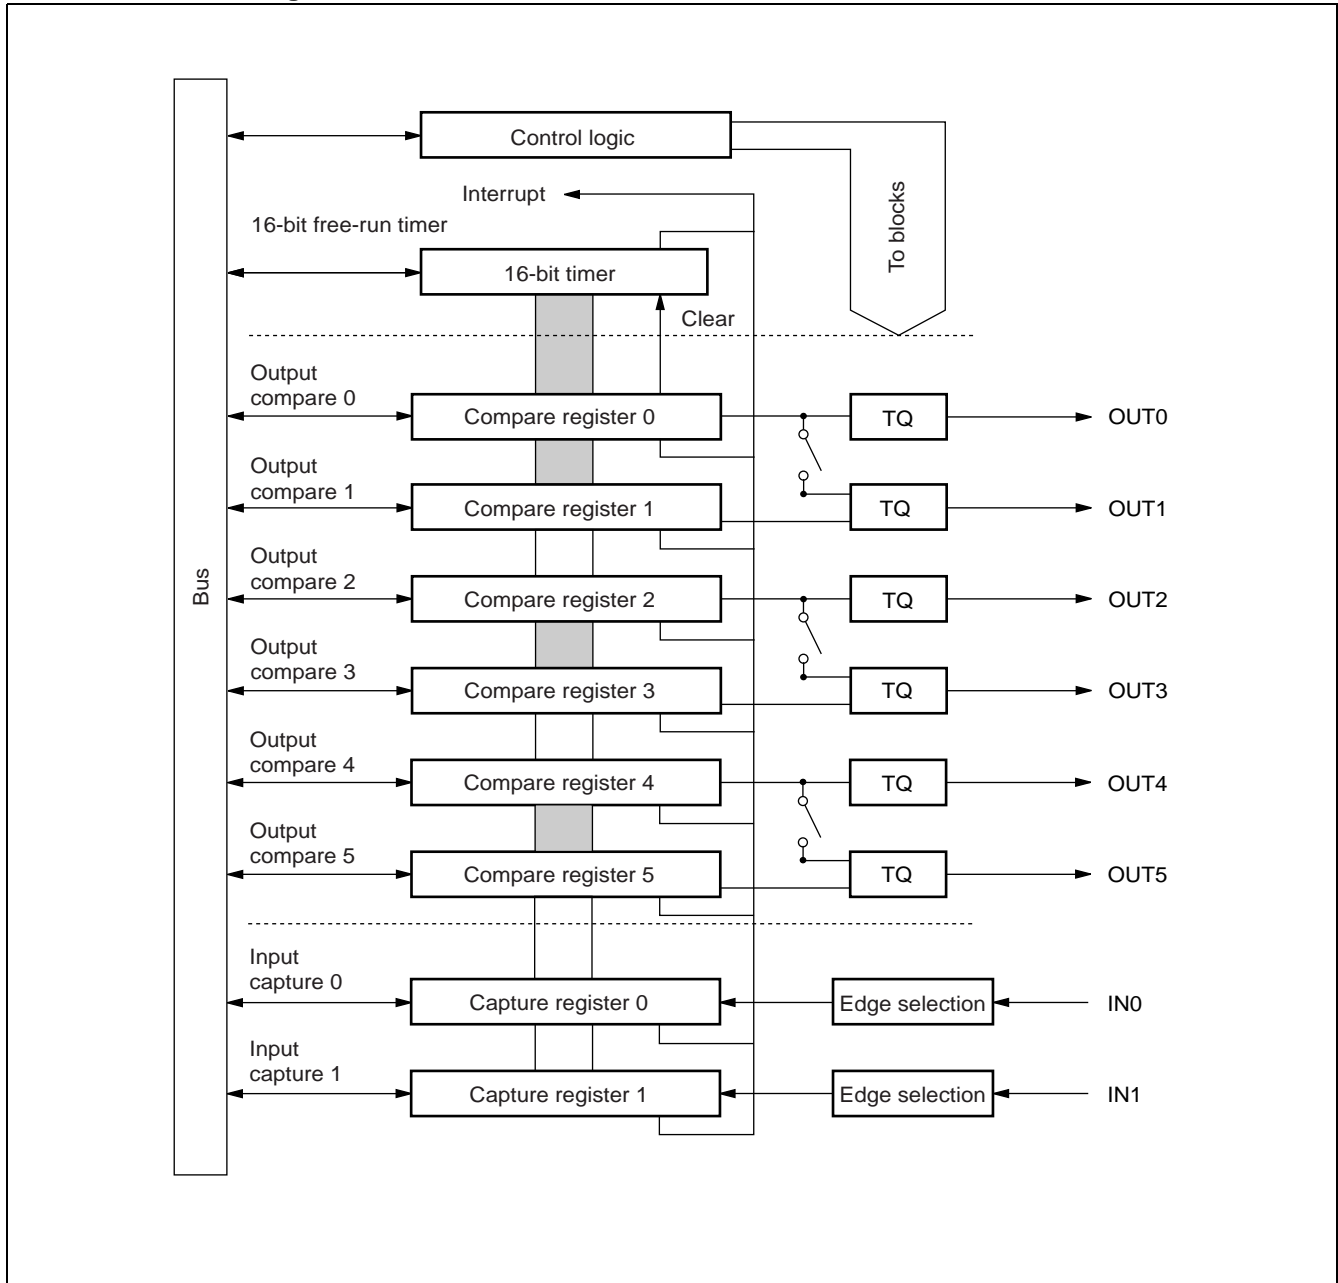 Control logic
Interrupt
To blocks
16-bit free-run timer
16-bit timer
Clear
Output
compare 0
Compare register 0
TQ
OUT0
Output
compare 1
Compare register 1
TQ
OUT1
Bus
Output
compare 2
Compare register 2
TQ
OUT2
Output
compare 3
Compare register 3
TQ
OUT3
Output
compare 4
Compare register 4
TQ
OUT4
Output
compare 5
Compare register 5
TQ
OUT5
Input
capture 0
Capture register 0
Edge selection
IN0
Input
capture 1
Capture register 1
Edge selection
IN1